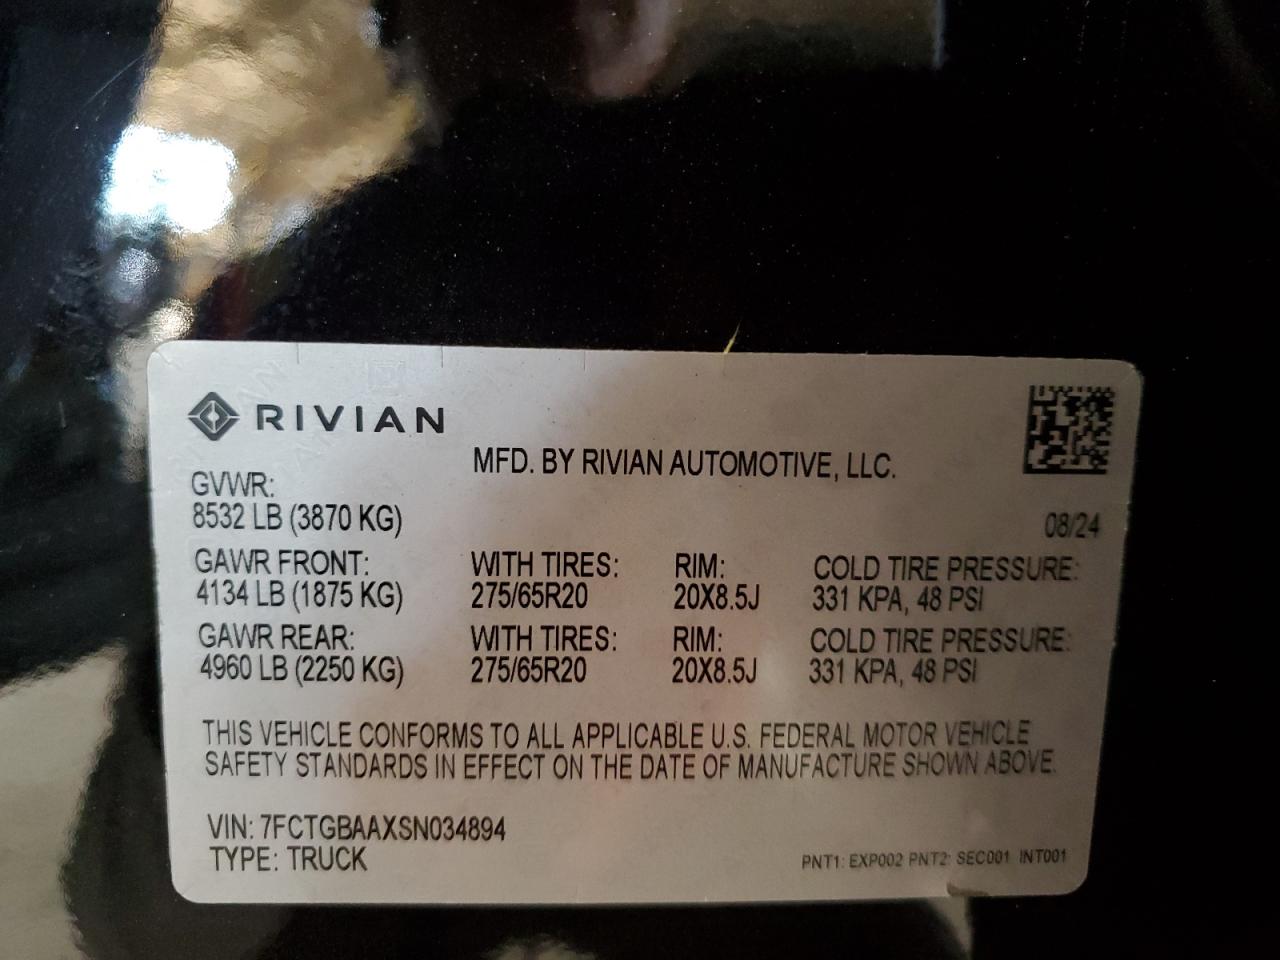 RIVIAN
MFD. BY RIVIAN AUTOMOTIVE, LLC.
GVWR:
8532 LB (3870 KG)
08/24
GAWR FRONT: WITH TIRES: RIM: COLD TIRE PRESSURE:
4134 LB (1875 KG) 275/65R20 20X8.5J 331 KPA, 48 PSI
GAWR REAR: WITH TIRES: RIM: COLD TIRE PRESSURE:
4960 LB (2250 KG) 275/65R20 20X8.5J 331 KPA, 48 PSI
THIS VEHICLE CONFORMS TO ALL APPLICABLE U.S. FEDERAL MOTOR VEHICLE
SAFETY STANDARDS IN EFFECT ON THE DATE OF MANUFACTURE SHOWN ABOVE.
VIN: 7FCTGBAAXSN034894
TYPE: TRUCK
PNT1: EXP002 PNT2: SEC001 INT001